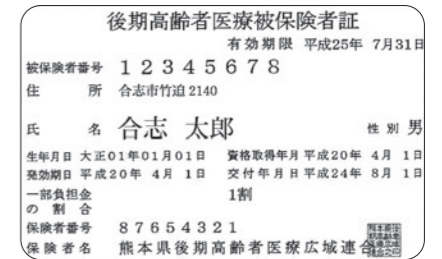 後期高齢者医療被保険者証
有効期限 平成25年 7月31日
被保険者番号 12345678
住所 合志市竹迫2140
氏名 合志 太郎 性別 男
生年月日 大正01年01月01日 資格取得年月 平成20年 4月 1日
発効期日 平成20年 4月 1日 交付年月日 平成24年 8月 1日
一部負担金 1割
の割合
保険者番号 87654321
保険者名 熊本県後期高齢者医療広域連合